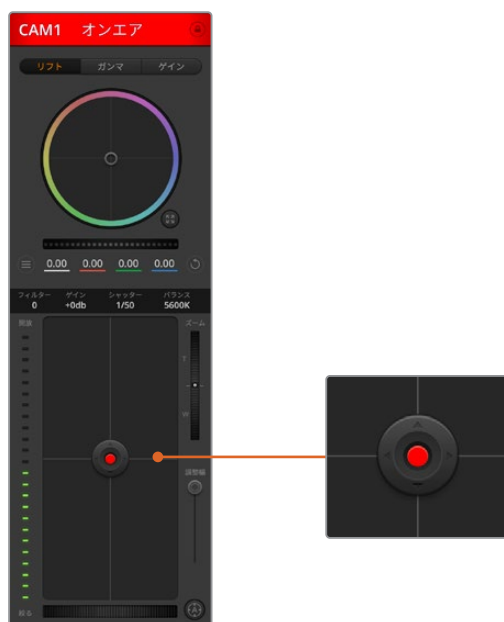 CAM1 オンエア
リフト ガンマ ゲイン
0.00 0.00 0.00 0.00
フィルター ゲイン シャッター バランス
0 +0db 1/50 5600K
開放 ズーム
T
W
調整幅
絞る